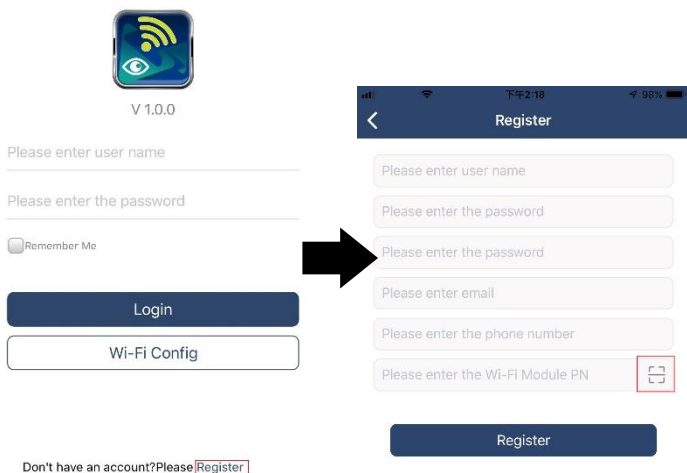 V 1.0.0
Please enter user name
Please enter the password
Remember Me
Login
Wi-Fi Config
Don't have an account?Please Register
下午2:18
98%
Register
Please enter user name
Please enter the password
Please enter the password
Please enter email
Please enter the phone number
Please enter the Wi-Fi Module PN
Register